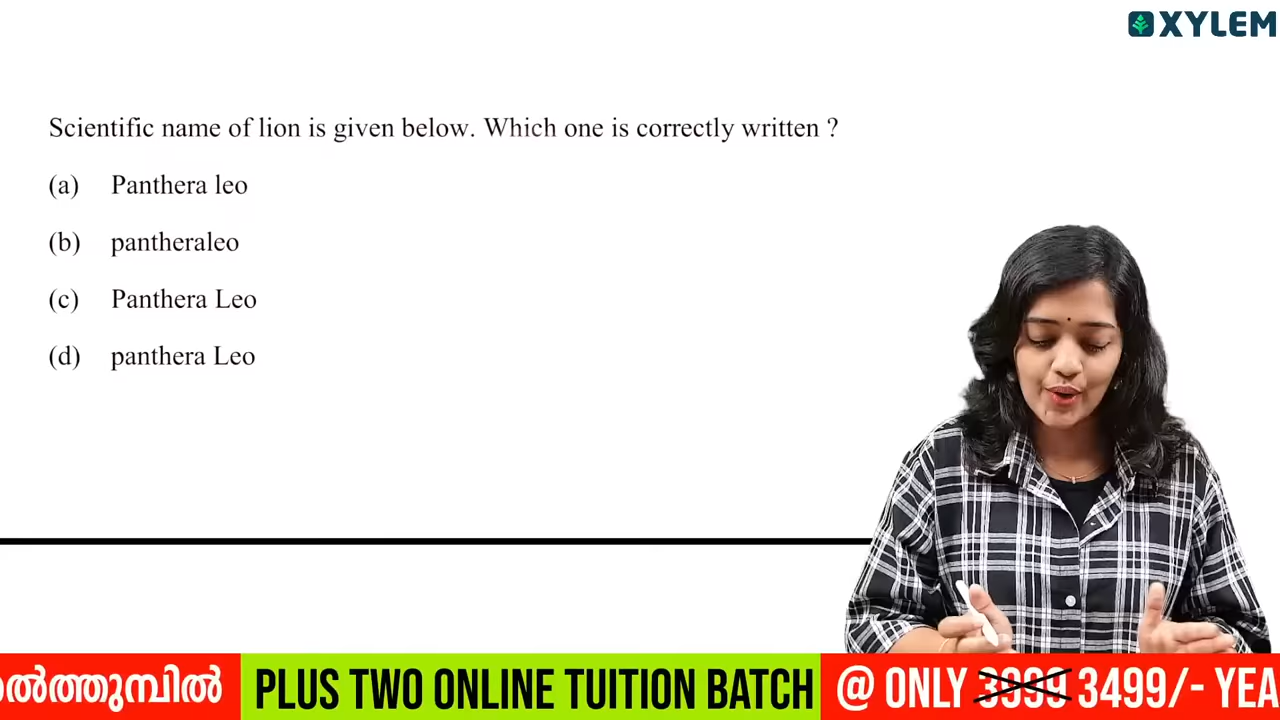 XYLEM
Scientific name of lion is given below. Which one is correctly written ?
(a) Panthera leo
(b) pantheraleo
(c) Panthera Leo
(d) panthera Leo
ൽത്തുമ്പിൽ PLUS TWO ONLINE TUITION BATCH @ ONLY 3999 3499/- YEA